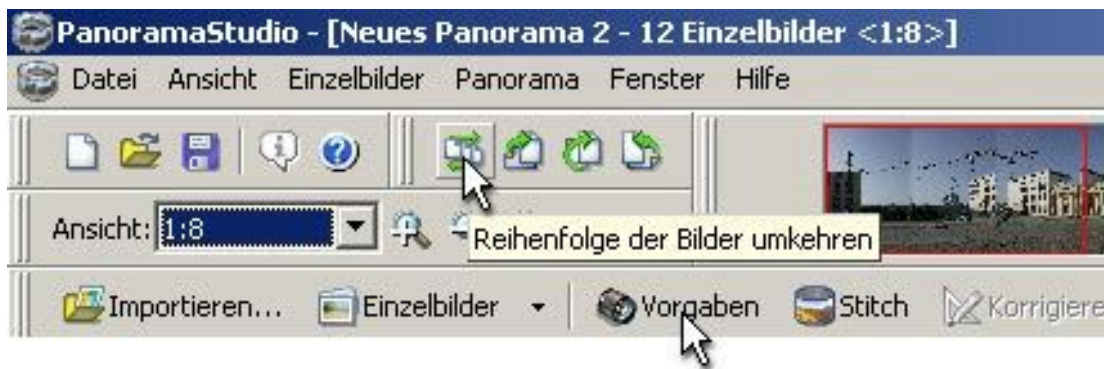 PanoramaStudio - [Neues Panorama 2 - 12 Einzelbilder <1:8>]
Datei Ansicht Einzelbilder Panorama Fenster Hilfe
Ansicht: 1:8
Reihenfolge der Bilder umkehren
Importieren... Einzelbilder Vorgaben Stitch Korrigiere